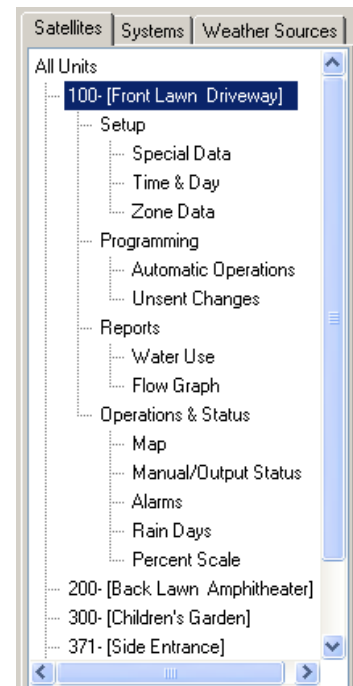 Satellites Systems Weather Sources
All Units
100- [Front Lawn  Driveway]
Setup
Special Data
Time & Day
Zone Data
Programming
Automatic Operations
Unsent Changes
Reports
Water Use
Flow Graph
Operations & Status
Map
Manual/Output Status
Alarms
Rain Days
Percent Scale
200- [Back Lawn  Amphitheater]
300- [Children's Garden]
371- [Side Entrance]